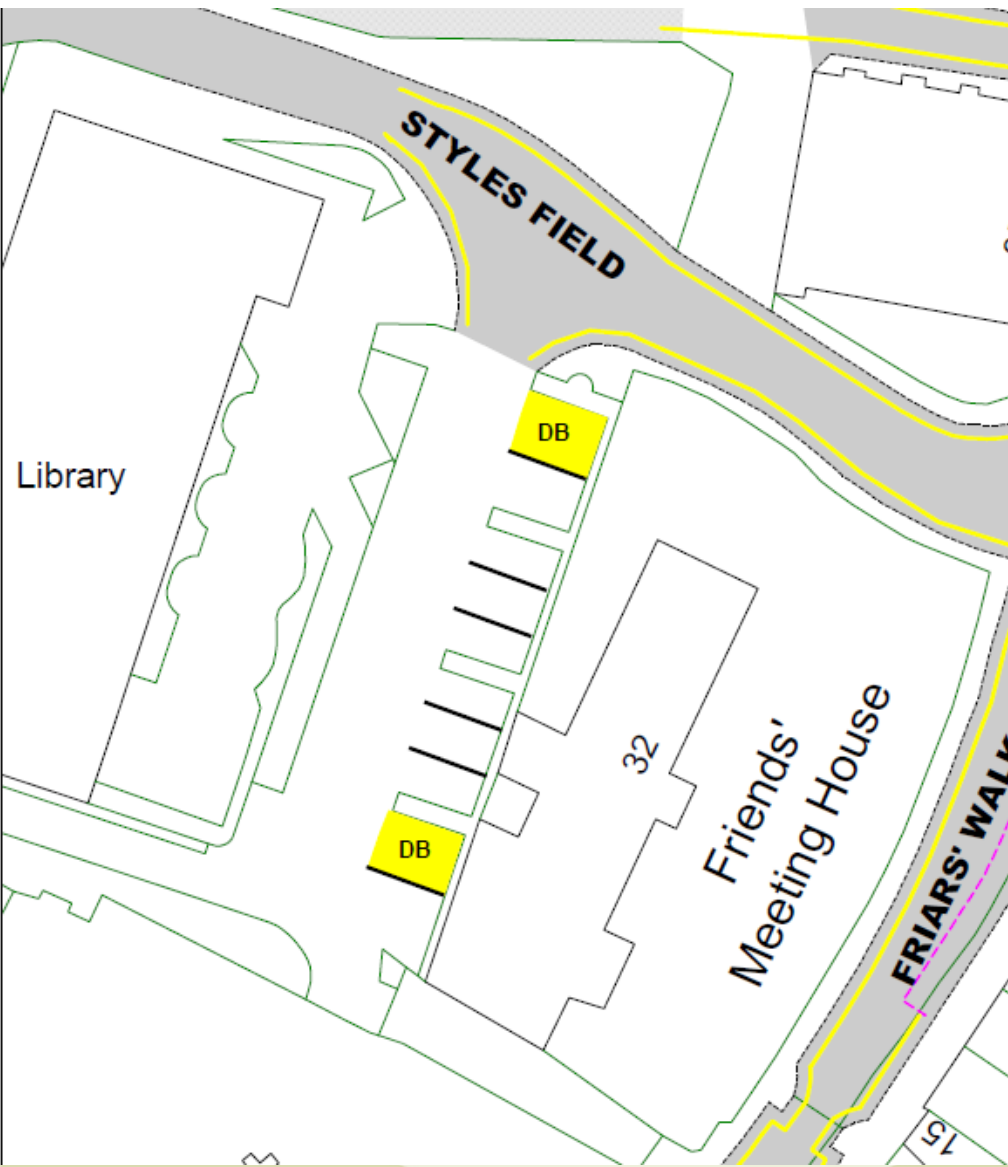 STYLES FIELD
DB
Library
32
Friends'
Meeting House
DB
FRIARS' WALK
15